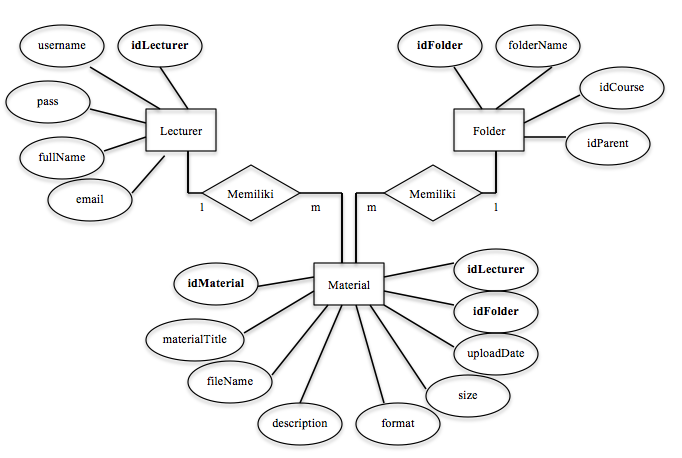 username
idLecturer
idFolder
folderName
pass
Lecturer
Folder
idCourse
fullName
idParent
email
Memiliki
Memiliki
1
m
m
1
idMaterial
Material
idLecturer
idFolder
materialTitle
uploadDate
fileName
size
description
format